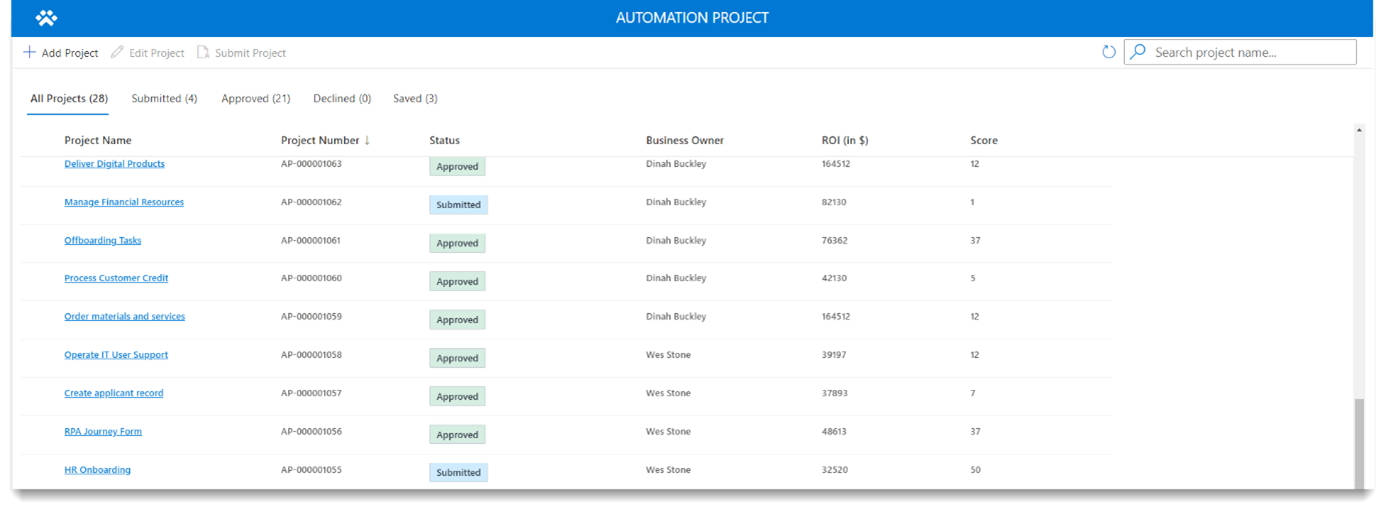 AUTOMATION PROJECT
Add Project Edit Project Submit Project Search project name...
All Projects (28) Submitted (4) Approved (21) Declined (0) Saved (3)
Project Name Project Number ↓ Status Business Owner ROI (in $) Score
Deliver Digital Products AP-000001063 Approved Dinah Buckley 164512 12
Manage Financial Resources AP-000001062 Submitted Dinah Buckley 82130 1
Offboarding Tasks AP-000001061 Approved Dinah Buckley 76362 37
Process Customer Credit AP-000001060 Approved Dinah Buckley 42130 5
Order materials and services AP-000001059 Approved Dinah Buckley 164512 12
Operate IT User Support AP-000001058 Approved Wes Stone 39197 12
Create applicant record AP-000001057 Approved Wes Stone 37893 7
RPA Journey Form AP-000001056 Approved Wes Stone 48613 37
HR Onboarding AP-000001055 Submitted Wes Stone 32520 50